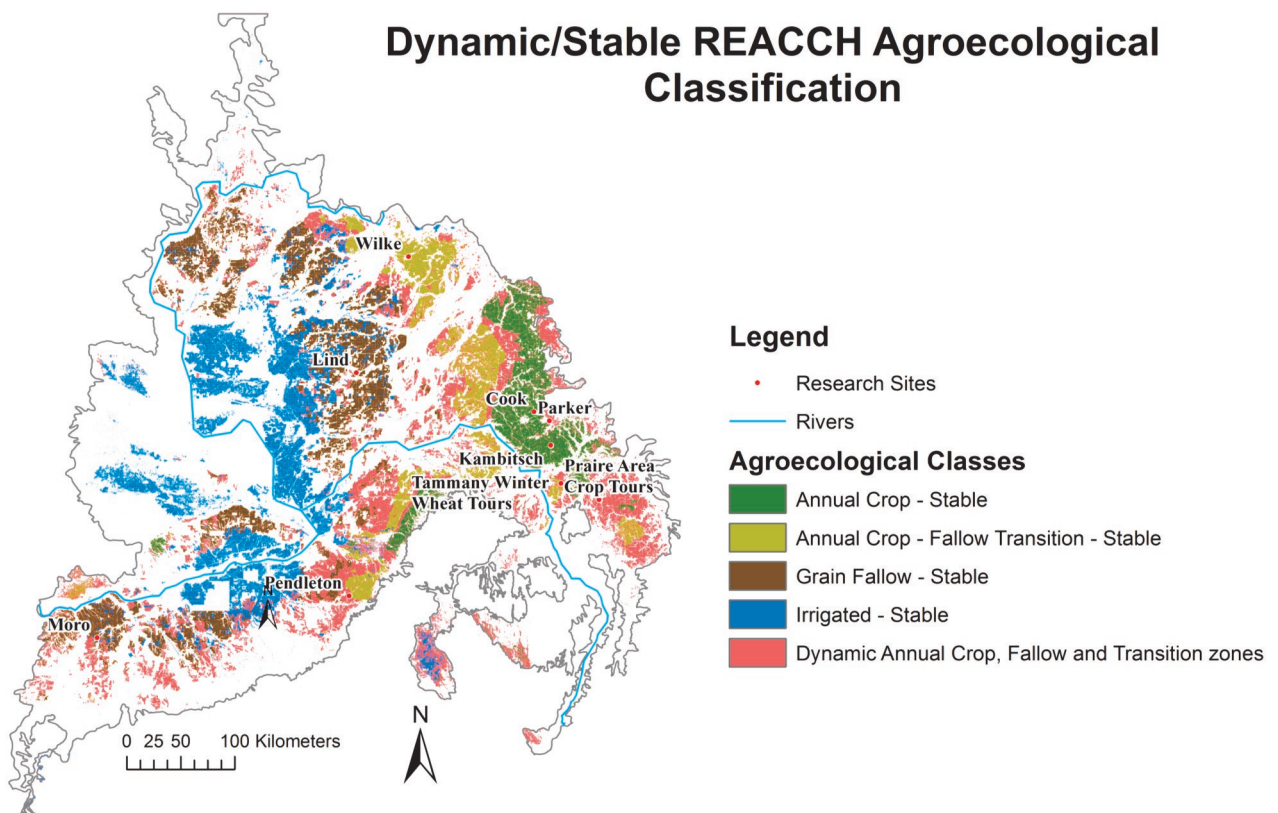 Dynamic/Stable REACCH Agroecological
Classification
Wilke
Lind
Cook
Parker
Kambitsch
Praire Area
Crop Tours
Tammany Winter
Wheat Tours
Pendleton
N
Moro
N
0 25 50 100 Kilometers
Legend
Research Sites
Rivers
Agroecological Classes
Annual Crop - Stable
Annual Crop - Fallow Transition - Stable
Grain Fallow - Stable
Irrigated - Stable
Dynamic Annual Crop, Fallow and Transition zones